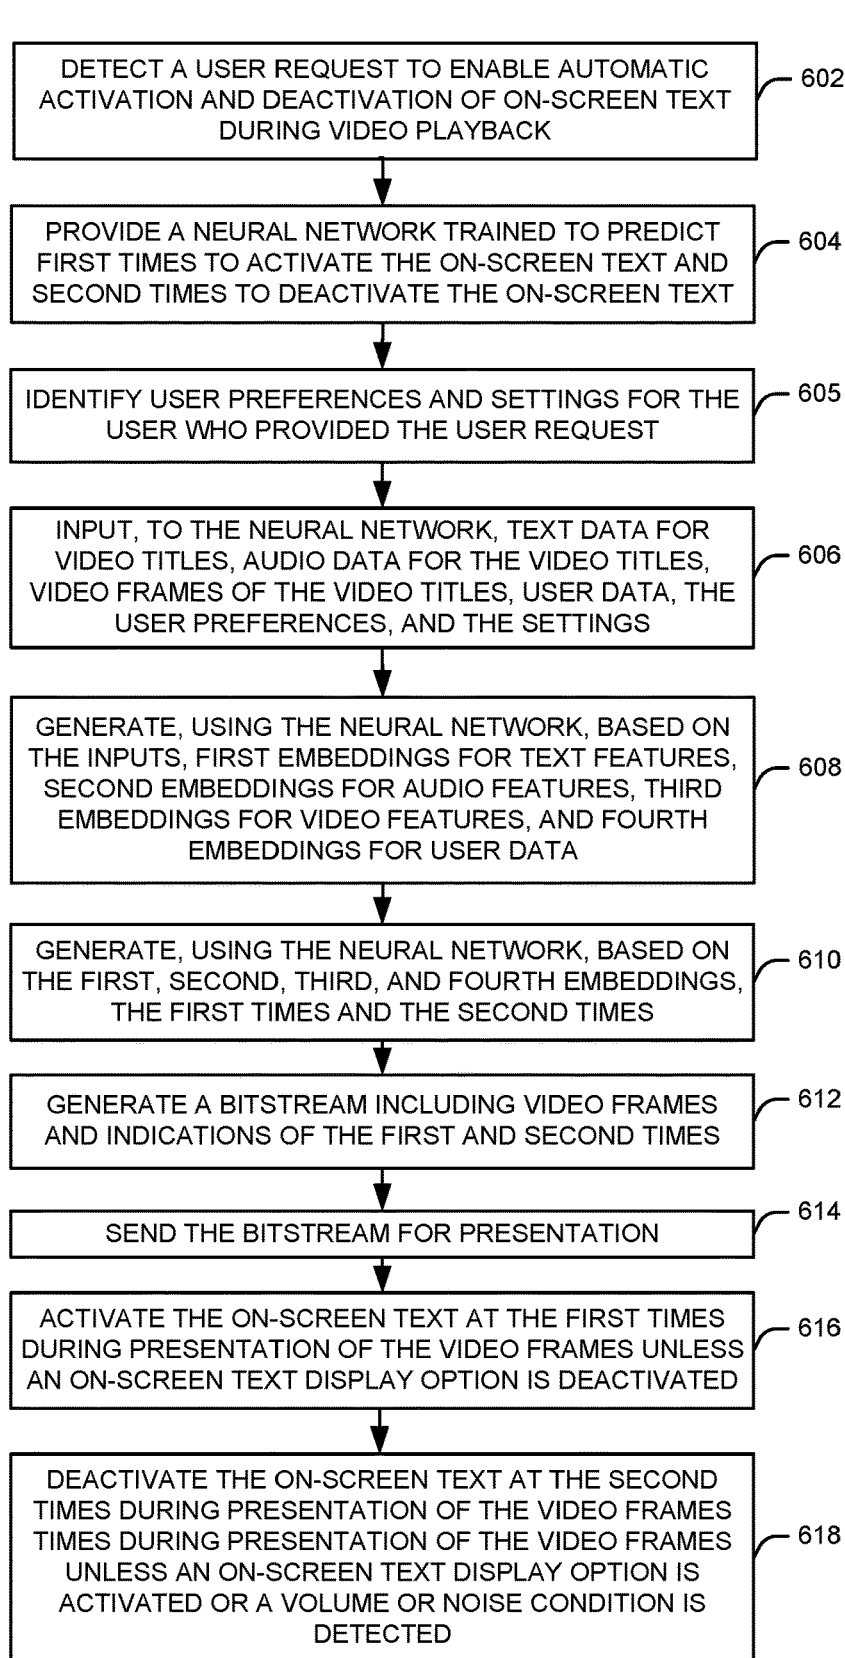 DETECT A USER REQUEST TO ENABLE AUTOMATIC
ACTIVATION AND DEACTIVATION OF ON-SCREEN TEXT
DURING VIDEO PLAYBACK
602
PROVIDE A NEURAL NETWORK TRAINED TO PREDICT
FIRST TIMES TO ACTIVATE THE ON-SCREEN TEXT AND
SECOND TIMES TO DEACTIVATE THE ON-SCREEN TEXT
604
IDENTIFY USER PREFERENCES AND SETTINGS FOR THE
USER WHO PROVIDED THE USER REQUEST
605
INPUT, TO THE NEURAL NETWORK, TEXT DATA FOR
VIDEO TITLES, AUDIO DATA FOR THE VIDEO TITLES,
VIDEO FRAMES OF THE VIDEO TITLES, USER DATA, THE
USER PREFERENCES, AND THE SETTINGS
606
GENERATE, USING THE NEURAL NETWORK, BASED ON
THE INPUTS, FIRST EMBEDDINGS FOR TEXT FEATURES,
SECOND EMBEDDINGS FOR AUDIO FEATURES, THIRD
EMBEDDINGS FOR VIDEO FEATURES, AND FOURTH
EMBEDDINGS FOR USER DATA
608
GENERATE, USING THE NEURAL NETWORK, BASED ON
THE FIRST, SECOND, THIRD, AND FOURTH EMBEDDINGS,
THE FIRST TIMES AND THE SECOND TIMES
610
GENERATE A BITSTREAM INCLUDING VIDEO FRAMES
AND INDICATIONS OF THE FIRST AND SECOND TIMES
612
SEND THE BITSTREAM FOR PRESENTATION
614
ACTIVATE THE ON-SCREEN TEXT AT THE FIRST TIMES
DURING PRESENTATION OF THE VIDEO FRAMES UNLESS
AN ON-SCREEN TEXT DISPLAY OPTION IS DEACTIVATED
616
DEACTIVATE THE ON-SCREEN TEXT AT THE SECOND
TIMES DURING PRESENTATION OF THE VIDEO FRAMES
TIMES DURING PRESENTATION OF THE VIDEO FRAMES
UNLESS AN ON-SCREEN TEXT DISPLAY OPTION IS
ACTIVATED OR A VOLUME OR NOISE CONDITION IS
DETECTED
618